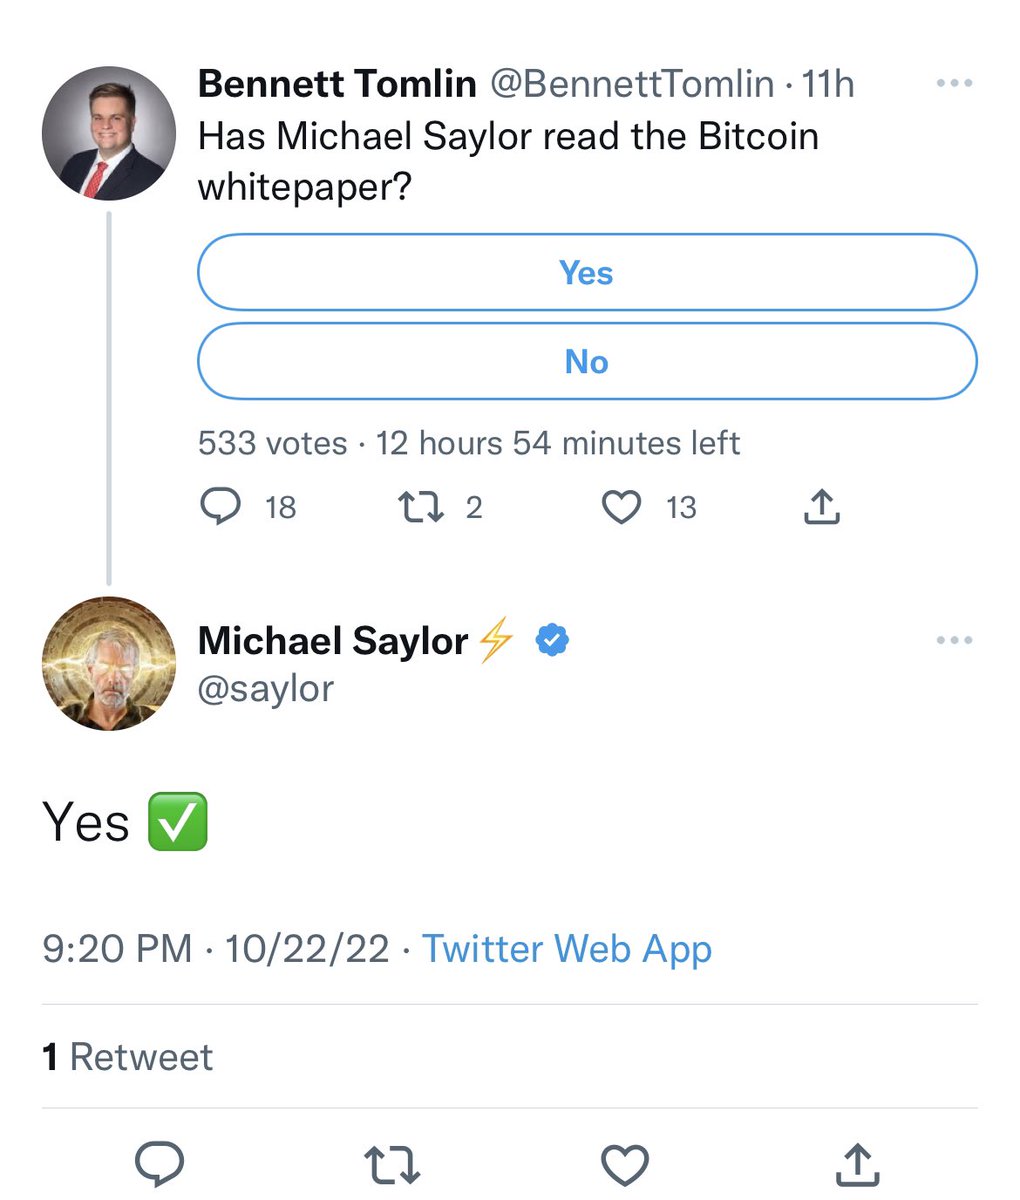 Bennett Tomlin @BennettTomlin · 11h
Has Michael Saylor read the Bitcoin
whitepaper?
Yes
No
533 votes · 12 hours 54 minutes left
18 2 13
Michael Saylor⚡
@saylor
Yes ✅
9:20 PM · 10/22/22 · Twitter Web App
1 Retweet